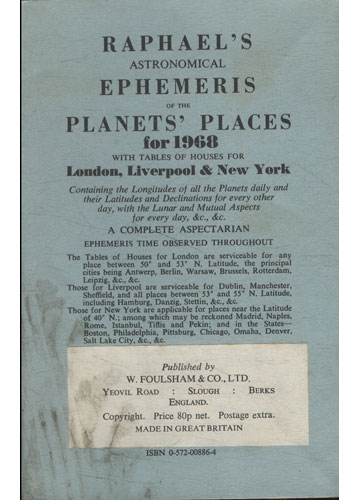 RAPHAEL'S
ASTRONOMICAL
EPHEMERIS
OF THE
PLANETS' PLACES
for 1968
WITH TABLES OF HOUSES FOR
London, Liverpool & New York
Containing the Longitudes of all the Planets daily and
their Latitudes and Declinations for every other
day, with the Lunar and Mutual Aspects
for every day, &c., &c.
A COMPLETE ASPECTARIAN
EPHEMERIS TIME OBSERVED THROUGHOUT
The Tables of Houses for London are serviceable for any
place between 50° and 53° N. Latitude, the principal
cities being Antwerp, Berlin, Warsaw, Brussels, Rotterdam,
Leipzig, &c., &c.
Those for Liverpool are serviceable for Dublin, Manchester,
Sheffield, and all places between 53° and 55° N. Latitude,
including Hamburg, Danzig, Stettin, &c., &c.
Those for New York are applicable for places near the Latitude
of 40° N.; among which may be reckoned Madrid, Naples,
Rome, Istanbul, Tiflis and Pekin; and in the States—
Boston, Philadelphia, Pittsburg, Chicago, Omaha, Denver,
Salt Lake City, &c., &c.
Published by
W. FOULSHAM & CO., LTD.
YEOVIL ROAD : SLOUGH : BERKS
ENGLAND.
Copyright. Price 80p net. Postage extra.
MADE IN GREAT BRITAIN
ISBN 0-572-00886-4